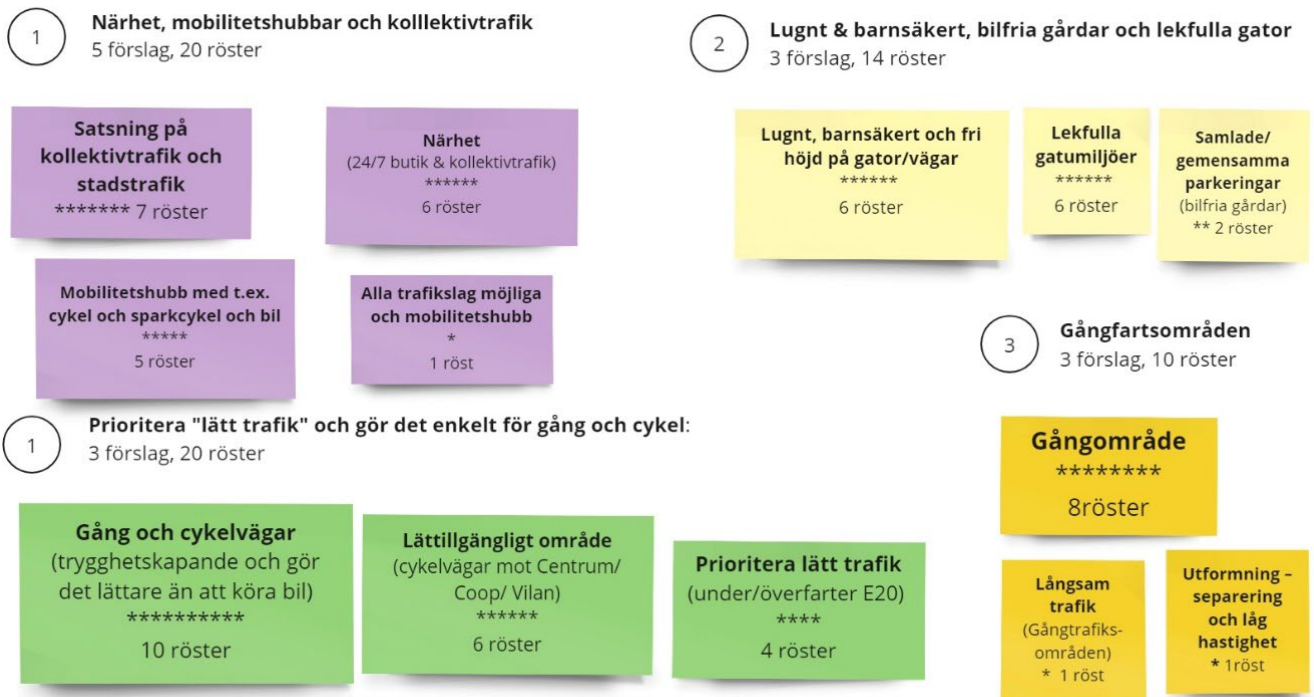 1
Närhet, mobilitetshubbar och kolllektivtrafik
5 förslag, 20 röster
Satsning på
kollektivtrafik och
stadstrafik
******* 7 röster
Närhet
(24/7 butik & kollektivtrafik)
******
6 röster
Mobilitetshubb med t.ex.
cykel och sparkcykel och bil
*****
5 röster
Alla trafikslag möjliga
och mobilitetshubb
*
1 röst
2
Lugnt & barnsäkert, bilfria gårdar och lekfulla gator
3 förslag, 14 röster
Lugnt, barnsäkert och fri
höjd på gator/vägar
******
6 röster
Lekfulla
gatumiljöer
******
6 röster
Samlade/
gemensamma
parkeringar
(bilfria gårdar)
** 2 röster
1
Prioritera "lätt trafik" och gör det enkelt för gång och cykel:
3 förslag, 20 röster
Gång och cykelvägar
(trygghetskapande och gör
det lättare än att köra bil)
**********
10 röster
Lättillgängligt område
(cykelvägar mot Centrum/
Coop/ Vilan)
******
6 röster
Prioritera lätt trafik
(under/överfarter E20)
****
4 röster
3
Gångfartsområden
3 förslag, 10 röster
Gångområde
********
8röster
Långsam
trafik
(Gångtrafiks-
områden)
* 1 röst
Utformning –
separering
och låg
hastighet
* 1röst